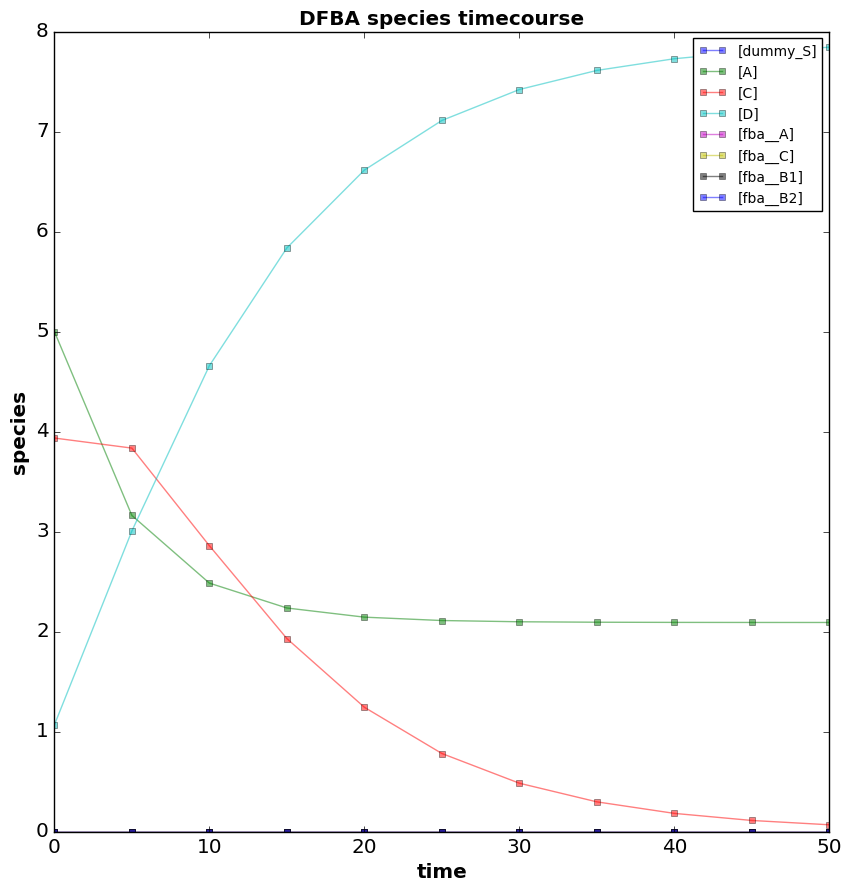 DFBA species timecourse
8
7
6
5
4
3
2
1
0
species
[dummy_S]
[A]
[C]
[D]
[fba__A]
[fba__C]
[fba__B1]
[fba__B2]
0 10 20 30 40 50
time